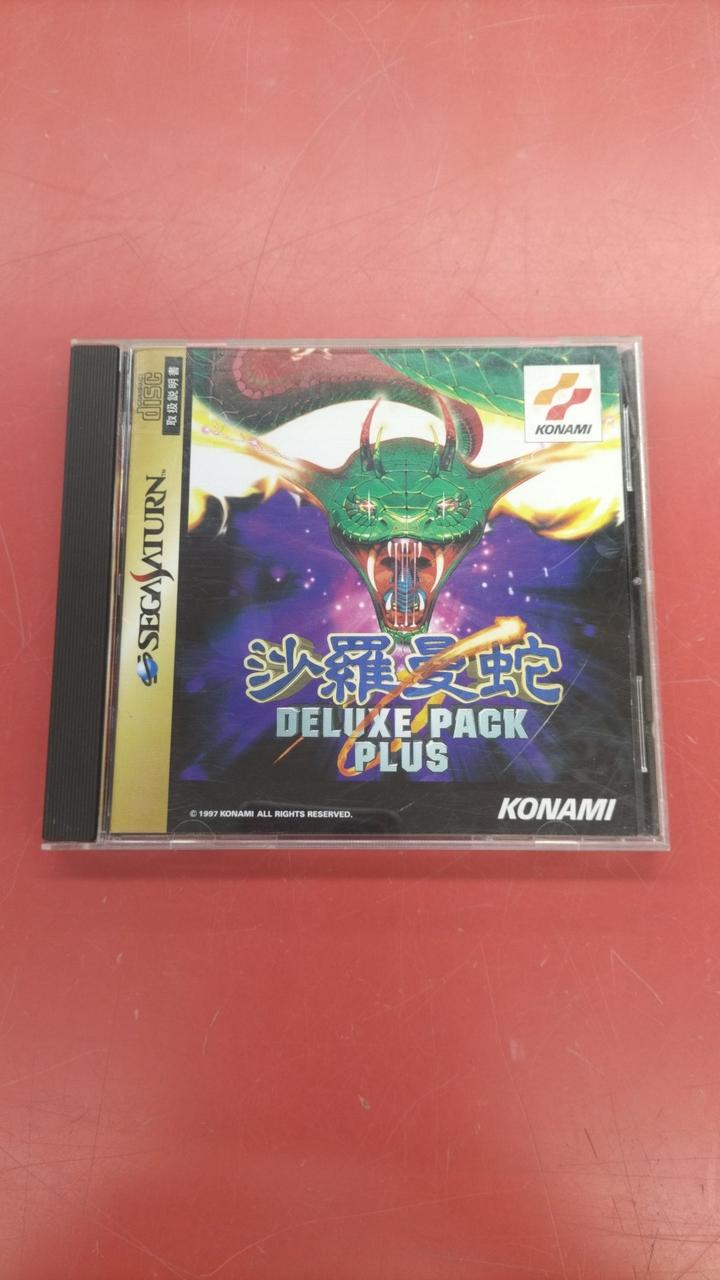 disc
取扱説明書
SEGA SATURN™
KONAMI
沙羅曼蛇
DELUXE PACK
PLUS
© 1997 KONAMI ALL RIGHTS RESERVED.
KONAMI